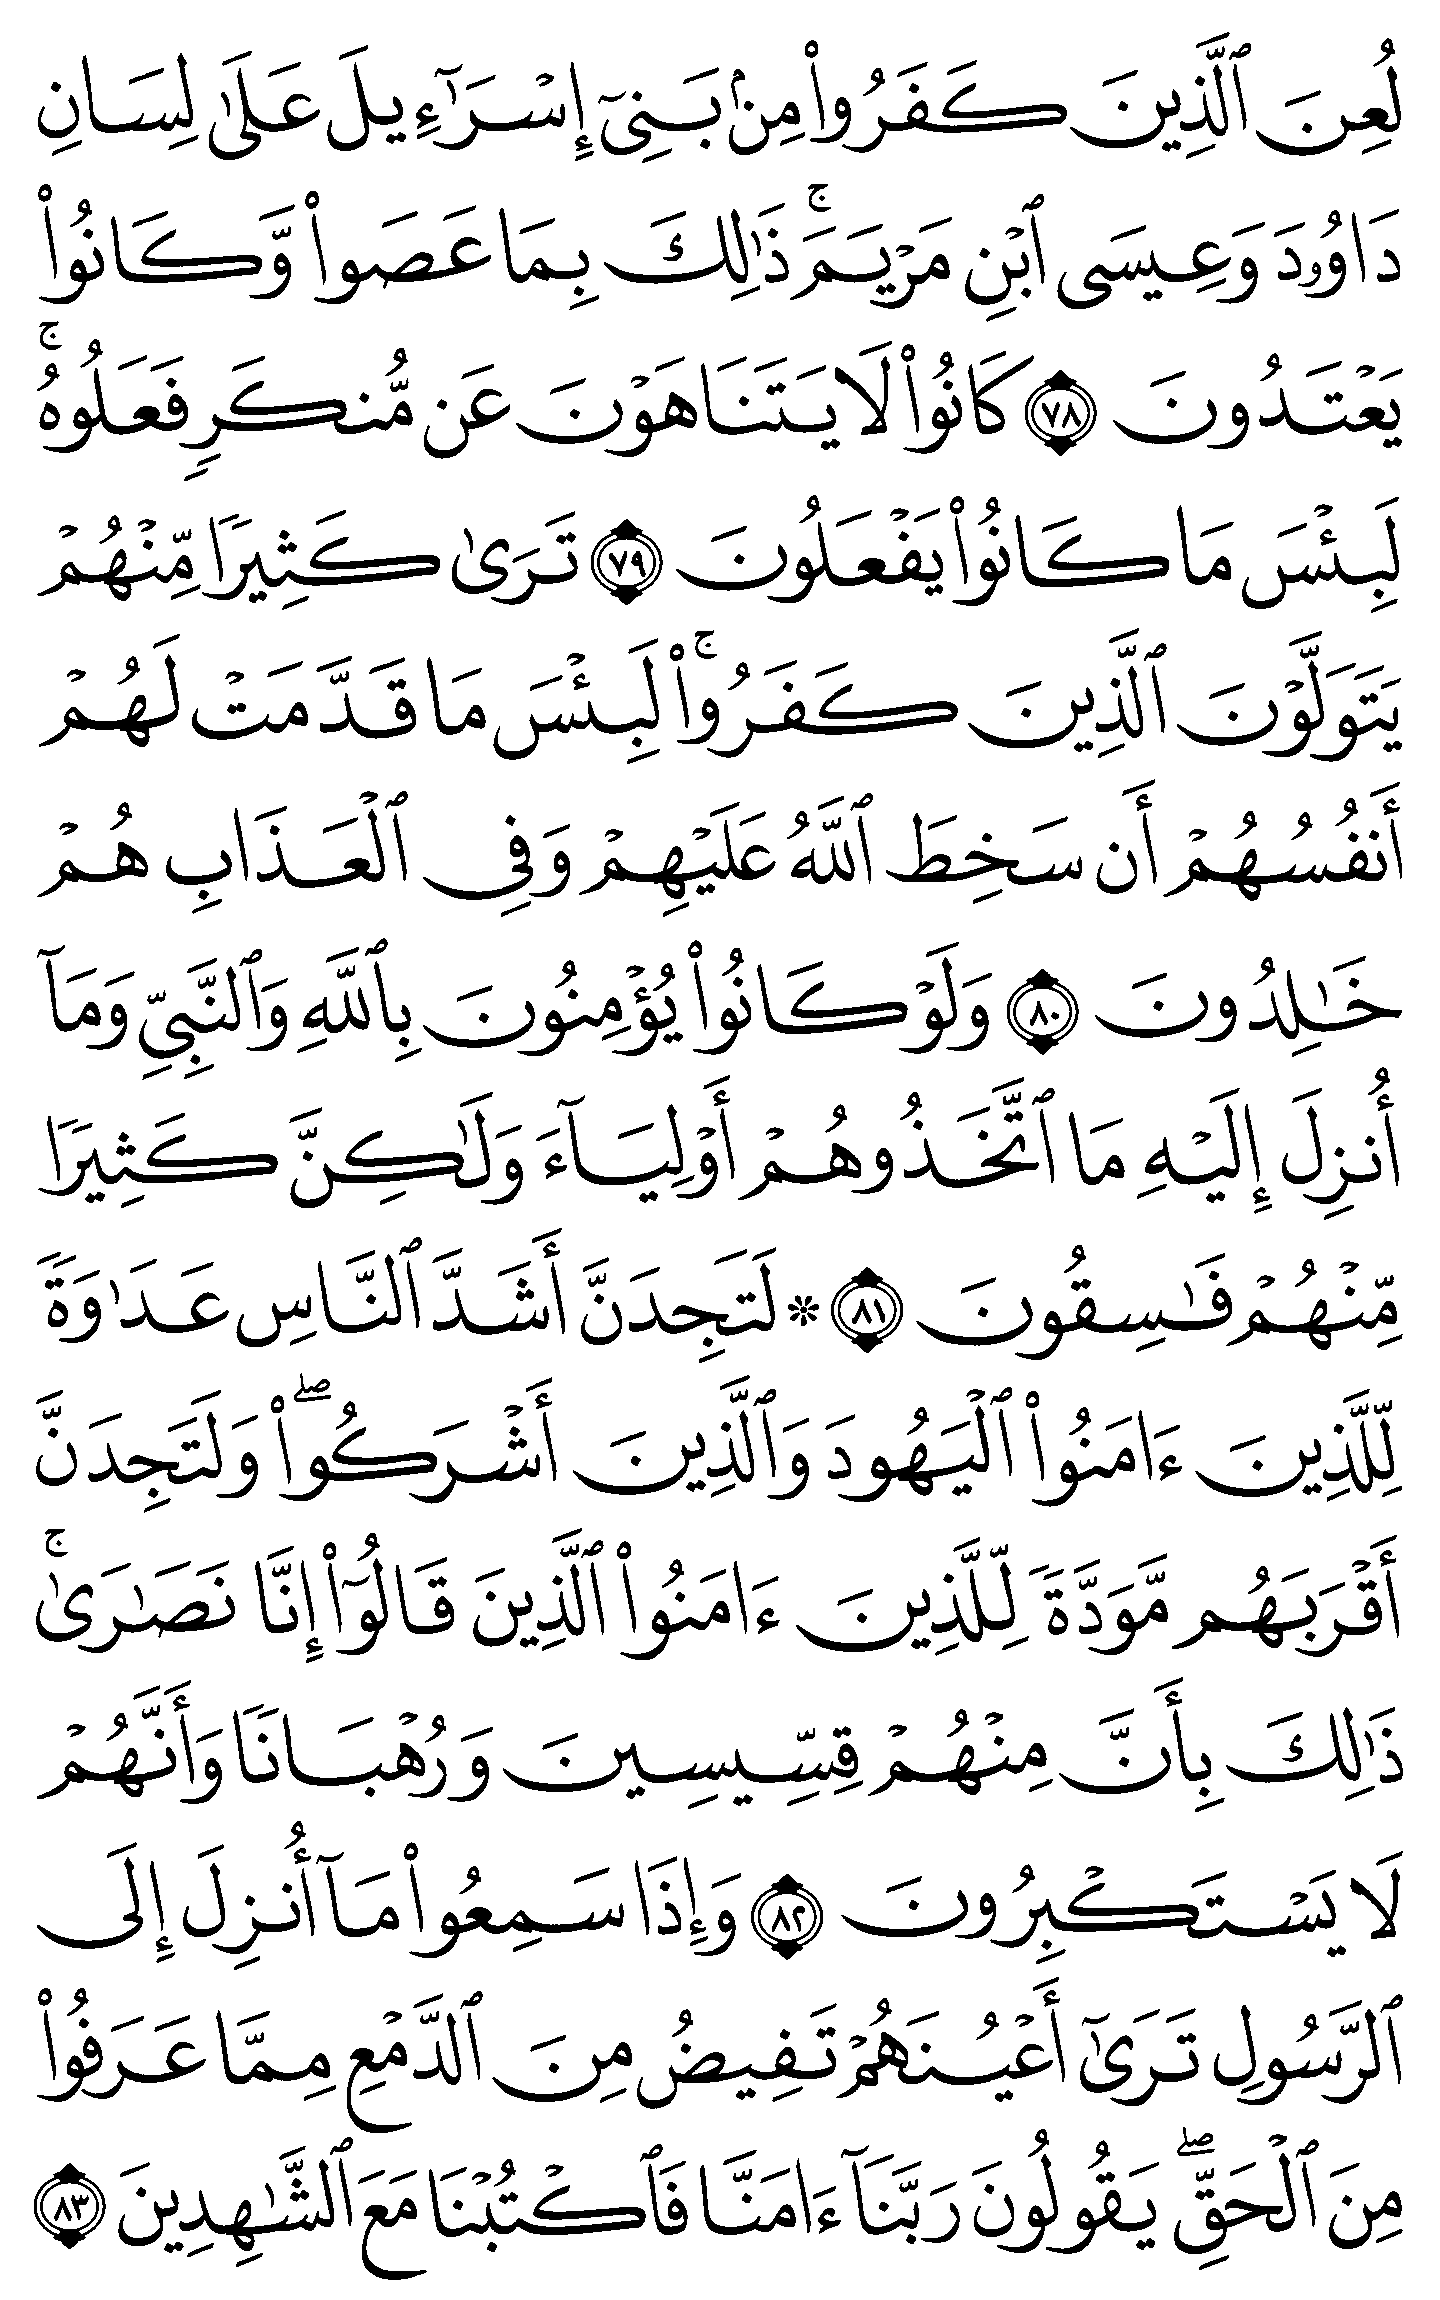 لُعِنَ ٱلَّذِينَ كَفَرُوا۟ مِنۢ بَنِىٓ إِسْرَٰٓءِيلَ عَلَىٰ لِسَانِ
دَاوُۥدَ وَعِيسَى ٱبْنِ مَرْيَمَ ۚ ذَٰلِكَ بِمَا عَصَوا۟ وَّكَانُوا۟
يَعْتَدُونَ ٧٨ كَانُوا۟ لَا يَتَنَاهَوْنَ عَن مُّنكَرٍ فَعَلُوهُ ۚ
لَبِئْسَ مَا كَانُوا۟ يَفْعَلُونَ ٧٩ تَرَىٰ كَثِيرًا مِّنْهُمْ
يَتَوَلَّوْنَ ٱلَّذِينَ كَفَرُوا۟ ۚ لَبِئْسَ مَا قَدَّمَتْ لَهُمْ
أَنفُسُهُمْ أَن سَخِطَ ٱللَّهُ عَلَيْهِمْ وَفِى ٱلْعَذَابِ هُمْ
خَٰلِدُونَ ٨٠ وَلَوْ كَانُوا۟ يُؤْمِنُونَ بِٱللَّهِ وَٱلنَّبِىِّ وَمَآ
أُنزِلَ إِلَيْهِ مَا ٱتَّخَذُوهُمْ أَوْلِيَآءَ وَلَٰكِنَّ كَثِيرًا
مِّنْهُمْ فَٰسِقُونَ ٨١ ۞ لَتَجِدَنَّ أَشَدَّ ٱلنَّاسِ عَدَٰوَةً
لِّلَّذِينَ ءَامَنُوا۟ ٱلْيَهُودَ وَٱلَّذِينَ أَشْرَكُوا۟ ۖ وَلَتَجِدَنَّ
أَقْرَبَهُم مَّوَدَّةً لِّلَّذِينَ ءَامَنُوا۟ ٱلَّذِينَ قَالُوٓا۟ إِنَّا نَصَٰرَىٰ ۚ
ذَٰلِكَ بِأَنَّ مِنْهُمْ قِسِّيسِينَ وَرُهْبَانًا وَأَنَّهُمْ
لَا يَسْتَكْبِرُونَ ٨٢ وَإِذَا سَمِعُوا۟ مَآ أُنزِلَ إِلَى
ٱلرَّسُولِ تَرَىٰٓ أَعْيُنَهُمْ تَفِيضُ مِنَ ٱلدَّمْعِ مِمَّا عَرَفُوا۟
مِنَ ٱلْحَقِّ ۖ يَقُولُونَ رَبَّنَآ ءَامَنَّا فَٱكْتُبْنَا مَعَ ٱلشَّٰهِدِينَ ٨٣